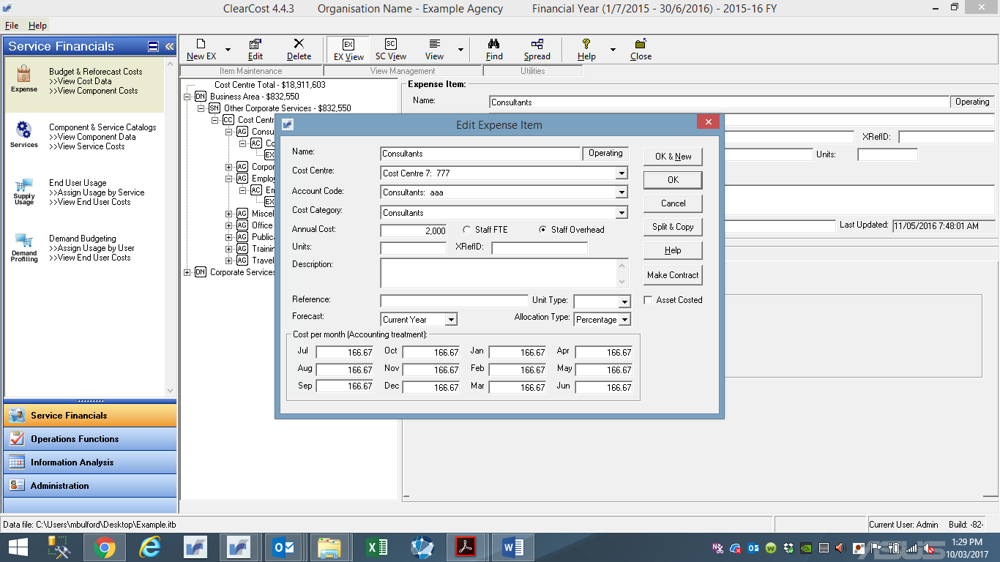 ClearCost 4.4.3 Organisation Name - Example Agency Financial Year (1/7/2015 - 30/6/2016) - 2015-16 FY
File Help
Service Financials
Budget & Reforecast Costs
>>View Cost Data
>>View Component Costs
Expense
Component & Service Catalogs
>>View Component Data
>>View Service Costs
Services
End User Usage
>>Assign Usage by Service
>>View End User Costs
Supply
Usage
Demand Budgeting
>>Assign Usage by User
>>View End User Costs
Demand
Profiling
Service Financials
Operations Functions
Information Analysis
Administration
New EX Edit Delete EX EX View SC SC View View Find Spread Help Close
Item Maintenance View Management Utilities
Cost Centre Total - $18,911,603
DN Business Area - $832,550
SN Other Corporate Services - $832,550
CC Cost Centr
AG Consu
AC Co
EX
AG Corpor
AG Employ
AC Em
EX
AG Miscel
AG Office
AG Publica
AG Trainin
AG Travel
DN Corporate Services
Expense Item:
Name: Consultants Operating
XRefID:
Units:
Last Updated: 11/05/2016 7:48:01 AM
Edit Expense Item
Name: Consultants Operating
Cost Centre: Cost Centre 7: 777
Account Code: Consultants: aaa
Cost Category: Consultants
Annual Cost: 2,000 Staff FTE Staff Overhead
Units: XRefID:
Description:
Reference: Unit Type:
Forecast: Current Year Allocation Type: Percentage
OK & New
OK
Cancel
Split & Copy
Help
Make Contract
Asset Costed
Cost per month (Accounting treatment):
Jul 166.67 Oct 166.67 Jan 166.67 Apr 166.67
Aug 166.67 Nov 166.67 Feb 166.67 May 166.67
Sep 166.67 Dec 166.67 Mar 166.67 Jun 166.67
Data file: C:\Users\mbulford\Desktop\Example.itb
Current User: Admin Build: -82-
1:29 PM
10/03/2017
ASUS